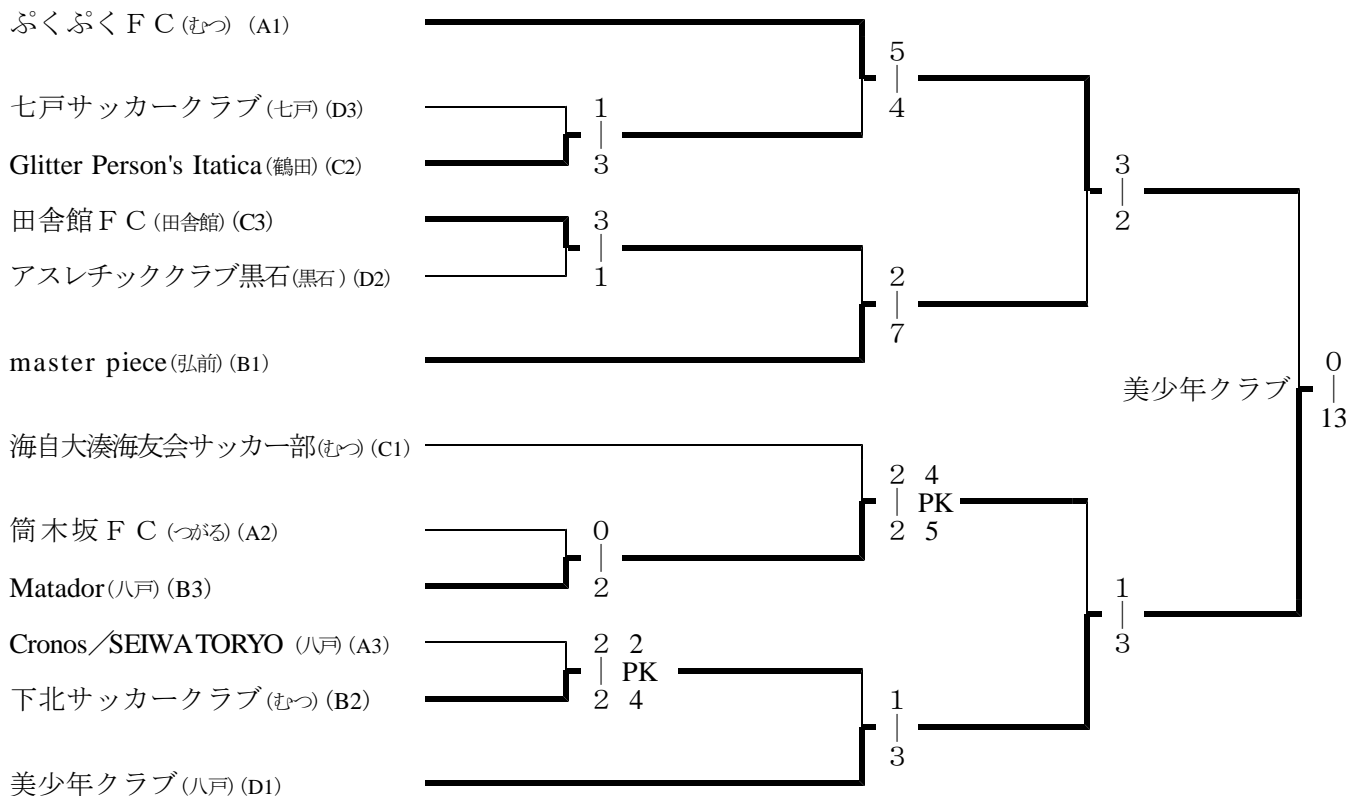 ぷくぷくＦＣ(むつ) (A1)
5
|
4
七戸サッカークラブ(七戸) (D3)
1
|
3
Glitter Person's Itatica(鶴田) (C2)
3
|
2
田舎館ＦＣ(田舎館) (C3)
3
|
1
アスレチッククラブ黒石(黒石) (D2)
2
|
7
master piece(弘前) (B1)
美少年クラブ
0
|
13
海自大湊海友会サッカー部(むつ) (C1)
2 4
| PK
2 5
筒木坂ＦＣ(つがる) (A2)
0
|
2
Matador(八戸) (B3)
1
|
3
Cronos／SEIWATORYO (八戸) (A3)
2 2
| PK
2 4
下北サッカークラブ(むつ) (B2)
1
|
3
美少年クラブ(八戸) (D1)